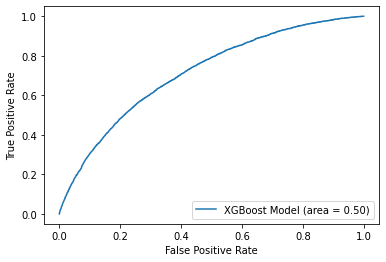 1.0
0.8
0.6
0.4
0.2
0.0
True Positive Rate
XGBoost Model (area = 0.50)
0.0 0.2 0.4 0.6 0.8 1.0
False Positive Rate